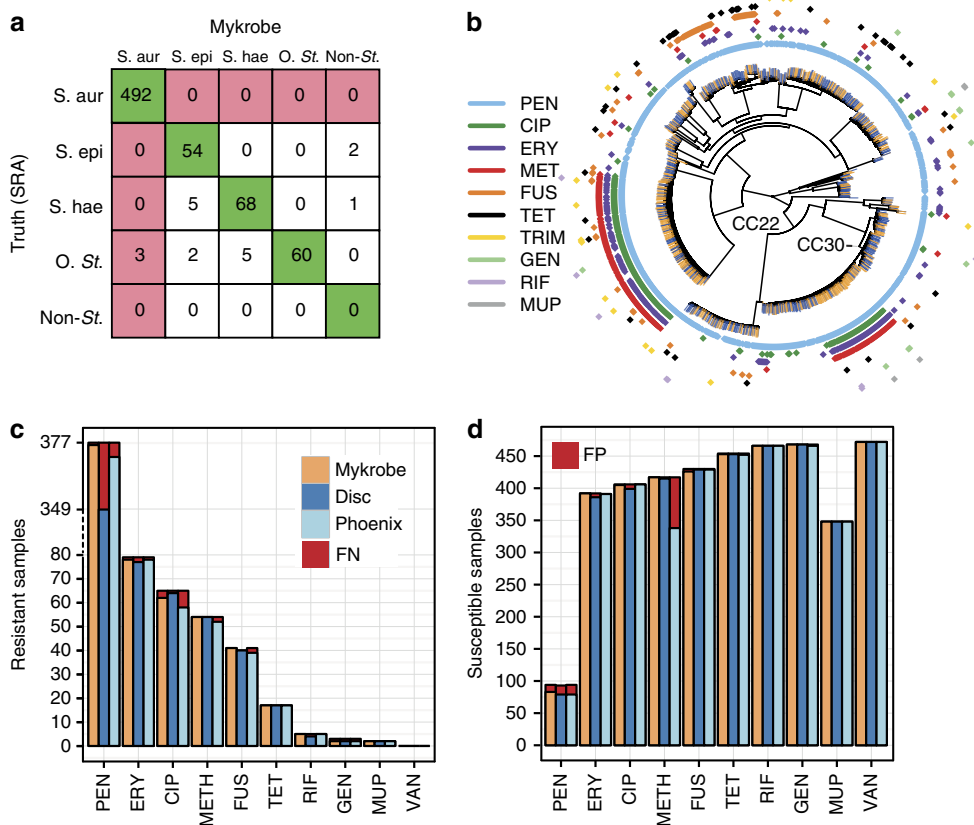 a
Mykrobe
S. aur S. epi S. hae O. St. Non-St.
Truth (SRA)
S. aur 492 0 0 0 0
S. epi 0 54 0 0 2
S. hae 0 5 68 0 1
O. St. 3 2 5 60 0
Non-St. 0 0 0 0 0
b
PEN
CIP
ERY
MET
FUS
TET
TRIM
GEN
RIF
MUP
CC22
CC30
c
Resistant samples
377
349
80
70
60
50
40
30
20
10
0
Mykrobe
Disc
Phoenix
FN
PEN ERY CIP METH FUS TET RIF GEN MUP VAN
d
Susceptible samples
450
400
350
300
250
200
150
100
50
0
FP
PEN ERY CIP METH FUS TET RIF GEN MUP VAN